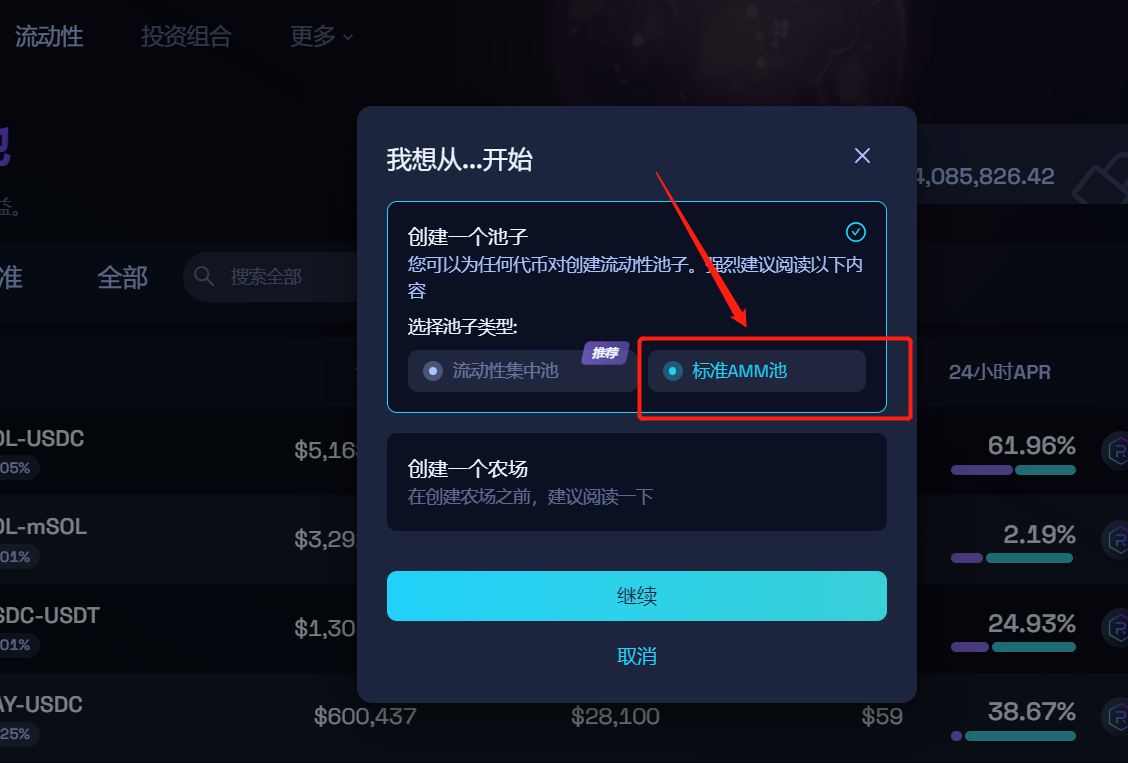 流动性 投资组合 更多
我想从...开始
4,085,826.42
益。
创建一个池子
您可以为任何代币对创建流动性池子。强烈建议阅读以下内
容
准 全部 搜索全部
选择池子类型:
推荐
流动性集中池 标准AMM池
24小时APR
OL-USDC
05%
$5,168
61.96%
创建一个农场
在创建农场之前，建议阅读一下
OL-mSOL
01%
$3,29
2.19%
继续
SDC-USDT
01%
$1,30
24.93%
取消
AY-USDC
25%
$600,437 $28,100 $59
38.67%